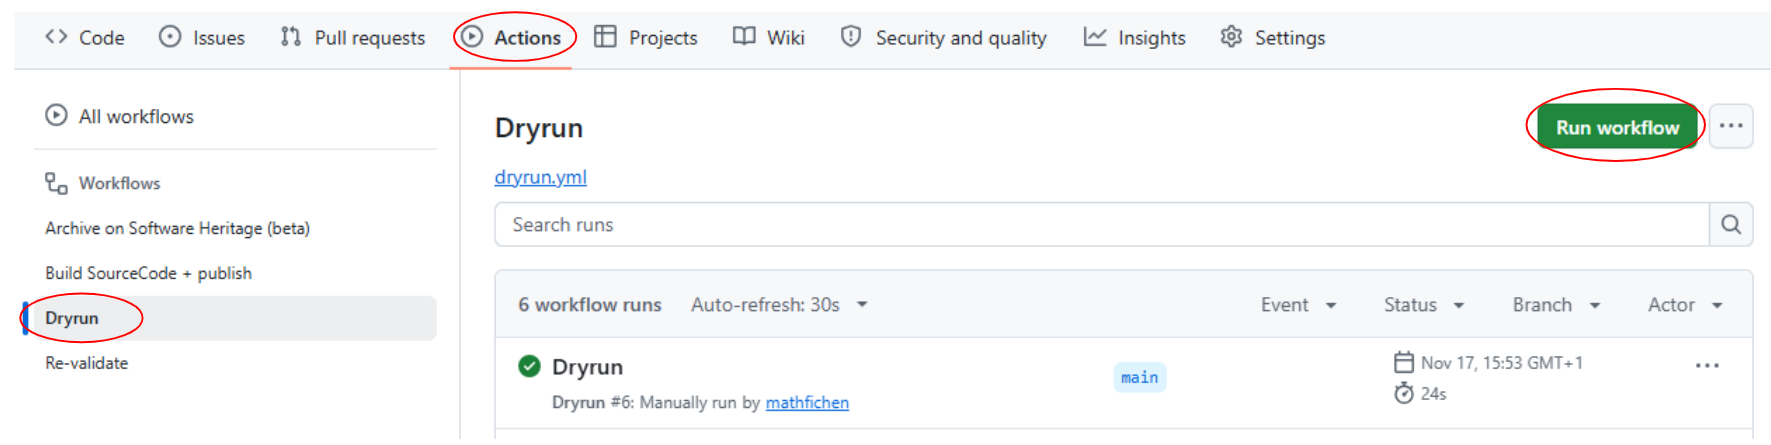 Code Issues Pull requests Actions Projects Wiki Security and quality Insights Settings
All workflows
Workflows
Archive on Software Heritage (beta)
Build SourceCode + publish
Dryrun
Re-validate
Dryrun
Run workflow
dryrun.yml
Search runs
6 workflow runs Auto-refresh: 30s Event Status Branch Actor
Dryrun
Dryrun #6: Manually run by mathfichen
main
Nov 17, 15:53 GMT+1
24s